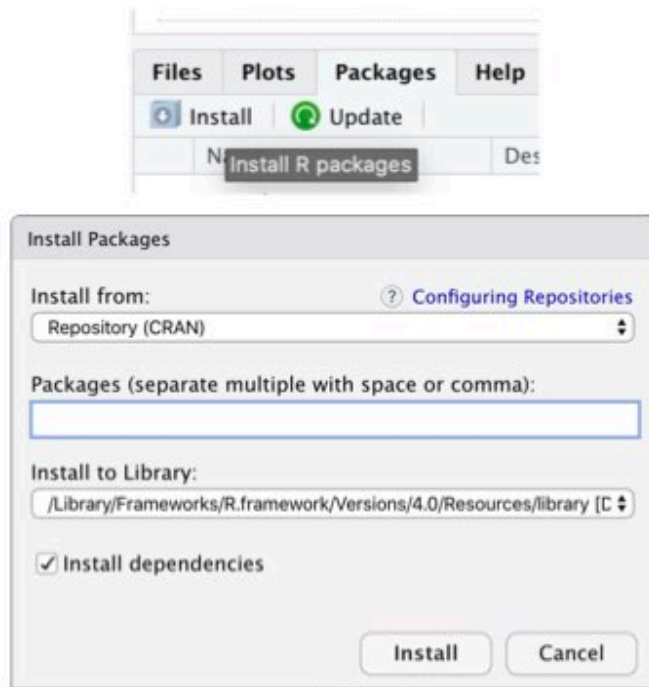 Files Plots Packages Help
Install Update
Install R packages
Install Packages
Install from: ? Configuring Repositories
Repository (CRAN)
Packages (separate multiple with space or comma):
Install to Library:
/Library/Frameworks/R.framework/Versions/4.0/Resources/library [D
✓ Install dependencies
Install Cancel